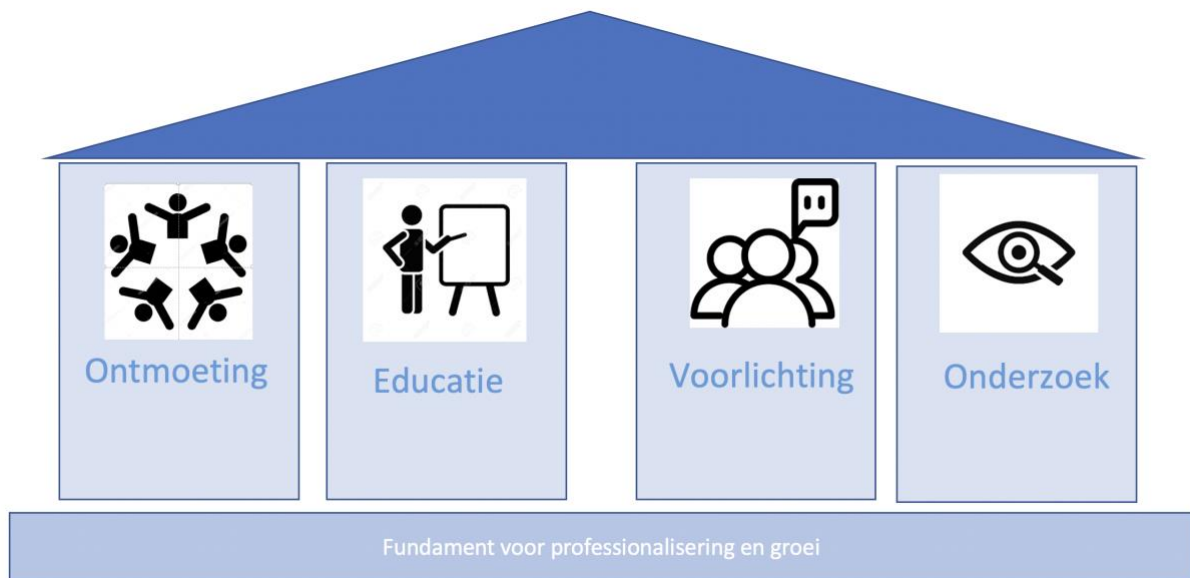 Ontmoeting
Educatie
Voorlichting
Onderzoek
Fundament voor professionalisering en groei